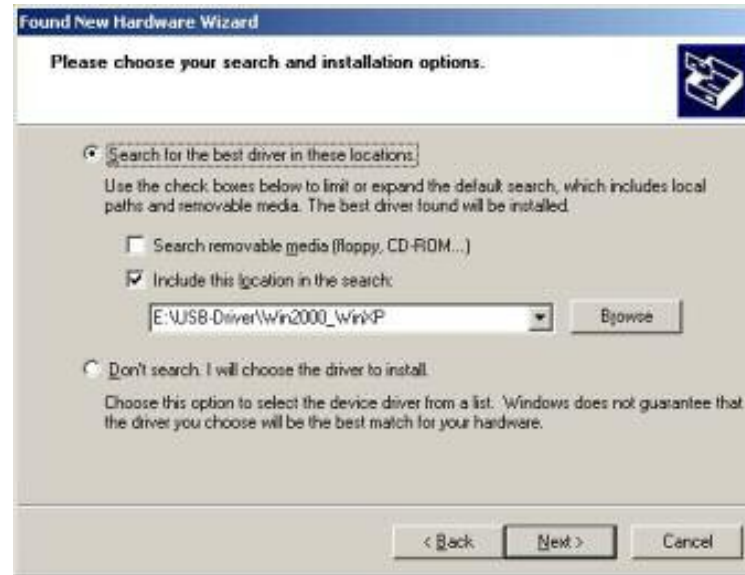 Found New Hardware Wizard
Please choose your search and installation options.
Search for the best driver in these locations.
Use the check boxes below to limit or expand the default search, which includes local
paths and removable media. The best driver found will be installed.
Search removable media (floppy, CD-ROM...)
Include this location in the search:
E:\USB-Driver\Win2000_WinXP
Browse
Don't search. I will choose the driver to install.
Choose this option to select the device driver from a list. Windows does not guarantee that
the driver you choose will be the best match for your hardware.
< Back
Next >
Cancel